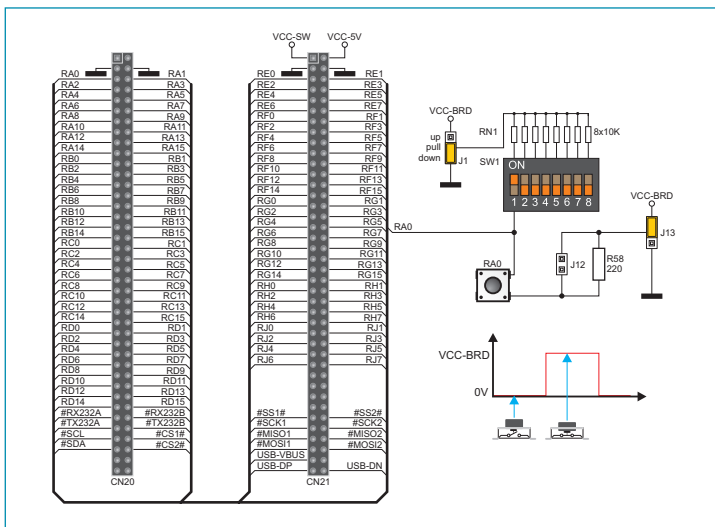 VCC-SW VCC-5V
RA0 RA1
RA2 RA3
RA4 RA5
RA6 RA7
RA8 RA9
RA10 RA11
RA12 RA13
RA14 RA15
RB0 RB1
RB2 RB3
RB4 RB5
RB6 RB7
RB8 RB9
RB10 RB11
RB12 RB13
RB14 RB15
RC0 RC1
RC2 RC3
RC4 RC5
RC6 RC7
RC8 RC9
RC10 RC11
RC12 RC13
RC14 RC15
RD0 RD1
RD2 RD3
RD4 RD5
RD6 RD7
RD8 RD9
RD10 RD11
RD12 RD13
RD14 RD15
#RX232A #RX232B
#TX232A #TX232B
#SCL #CS1#
#SDA #CS2#
CN20
RE0 RE1
RE2 RE3
RE4 RE5
RE6 RE7
RF0 RF1
RF2 RF3
RF4 RF5
RF6 RF7
RF8 RF9
RF10 RF11
RF12 RF13
RF14 RF15
RG0 RG1
RG2 RG3
RG4 RG5
RG6 RG7
RG8 RG9
RG10 RG11
RG12 RG13
RG14 RG15
RH0 RH1
RH2 RH3
RH4 RH5
RH6 RH7
RJ0 RJ1
RJ2 RJ3
RJ4 RJ5
RJ6 RJ7
#SS1# #SS2#
#SCK1 #SCK2
#MISO1 #MISO2
#MOSI1 #MOSI2
USB-VBUS
USB-DP USB-DN
CN21
VCC-BRD
up
pull
down
J1
RN1 8x10K
SW1
ON
1 2 3 4 5 6 7 8
RA0
VCC-BRD
J13
RA0
J12
R58
220
VCC-BRD
0V